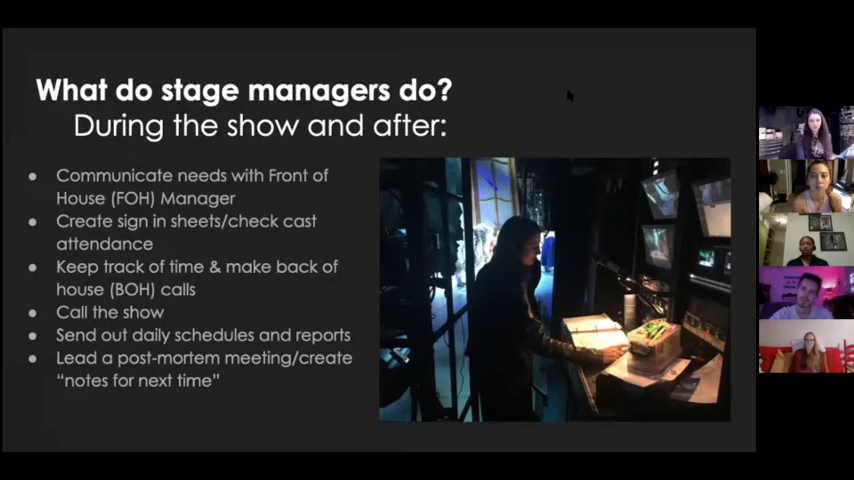 What do stage managers do?
During the show and after:
● Communicate needs with Front of
House (FOH) Manager
● Create sign in sheets/check cast
attendance
● Keep track of time & make back of
house (BOH) calls
● Call the show
● Send out daily schedules and reports
● Lead a post-mortem meeting/create
“notes for next time”